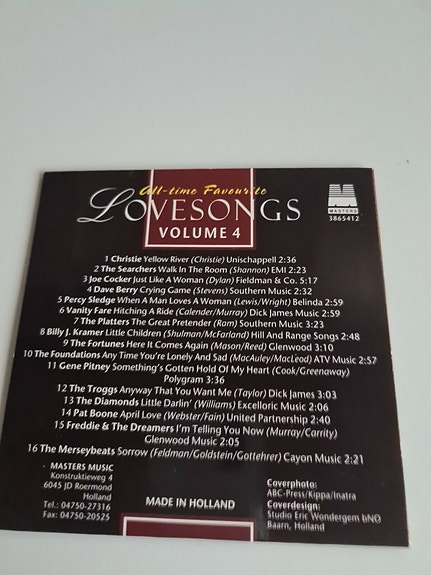 All-time Favourite
LOVESONGS
VOLUME 4
MASTERS
3865412
1 Christie Yellow River (Christie) Unischappell 2:36
2 The Searchers Walk In The Room (Shannon) EMI 2:23
3 Joe Cocker Just Like A Woman (Dylan) Fieldman & Co. 5:17
4 Dave Berry Crying Game (Stevens) Southern Music 2:32
5 Percy Sledge When A Man Loves A Woman (Lewis/Wright) Belinda 2:59
6 Vanity Fare Hitching A Ride (Calender/Murray) Dick James Music 2:59
7 The Platters The Great Pretender (Ram) Southern Music 3:23
8 Billy J. Kramer Little Children (Shulman/McFarland) Hill And Range Songs 2:48
9 The Fortunes Here It Comes Again (Mason/Reed) Glenwood 3:10
10 The Foundations Any Time You're Lonely And Sad (MacAuley/MacLeod) ATV Music 2:57
11 Gene Pitney Something's Gotten Hold Of My Heart (Cook/Greenaway)
Polygram 3:36
12 The Troggs Anyway That You Want Me (Taylor) Dick James 3:03
13 The Diamonds Little Darlin' (Williams) Excelloric Music 2:06
14 Pat Boone April Love (Webster/Fain) United Partnership 2:40
15 Freddie & The Dreamers I'm Telling You Now (Murray/Carrity)
Glenwood Music 2:05
16 The Merseybeats Sorrow (Feldman/Goldstein/Gottehrer) Cayon Music 2:21
MASTERS MUSIC
Konstruktieweg 4
6045 JD Roermond
Holland
Tel.: 04750-27316
Fax: 04750-20525
MADE IN HOLLAND
Coverphoto:
ABC-Press/Kippa/Inatra
Coverdesign:
Studio Eric Wondergem bNO
Baarn, Holland